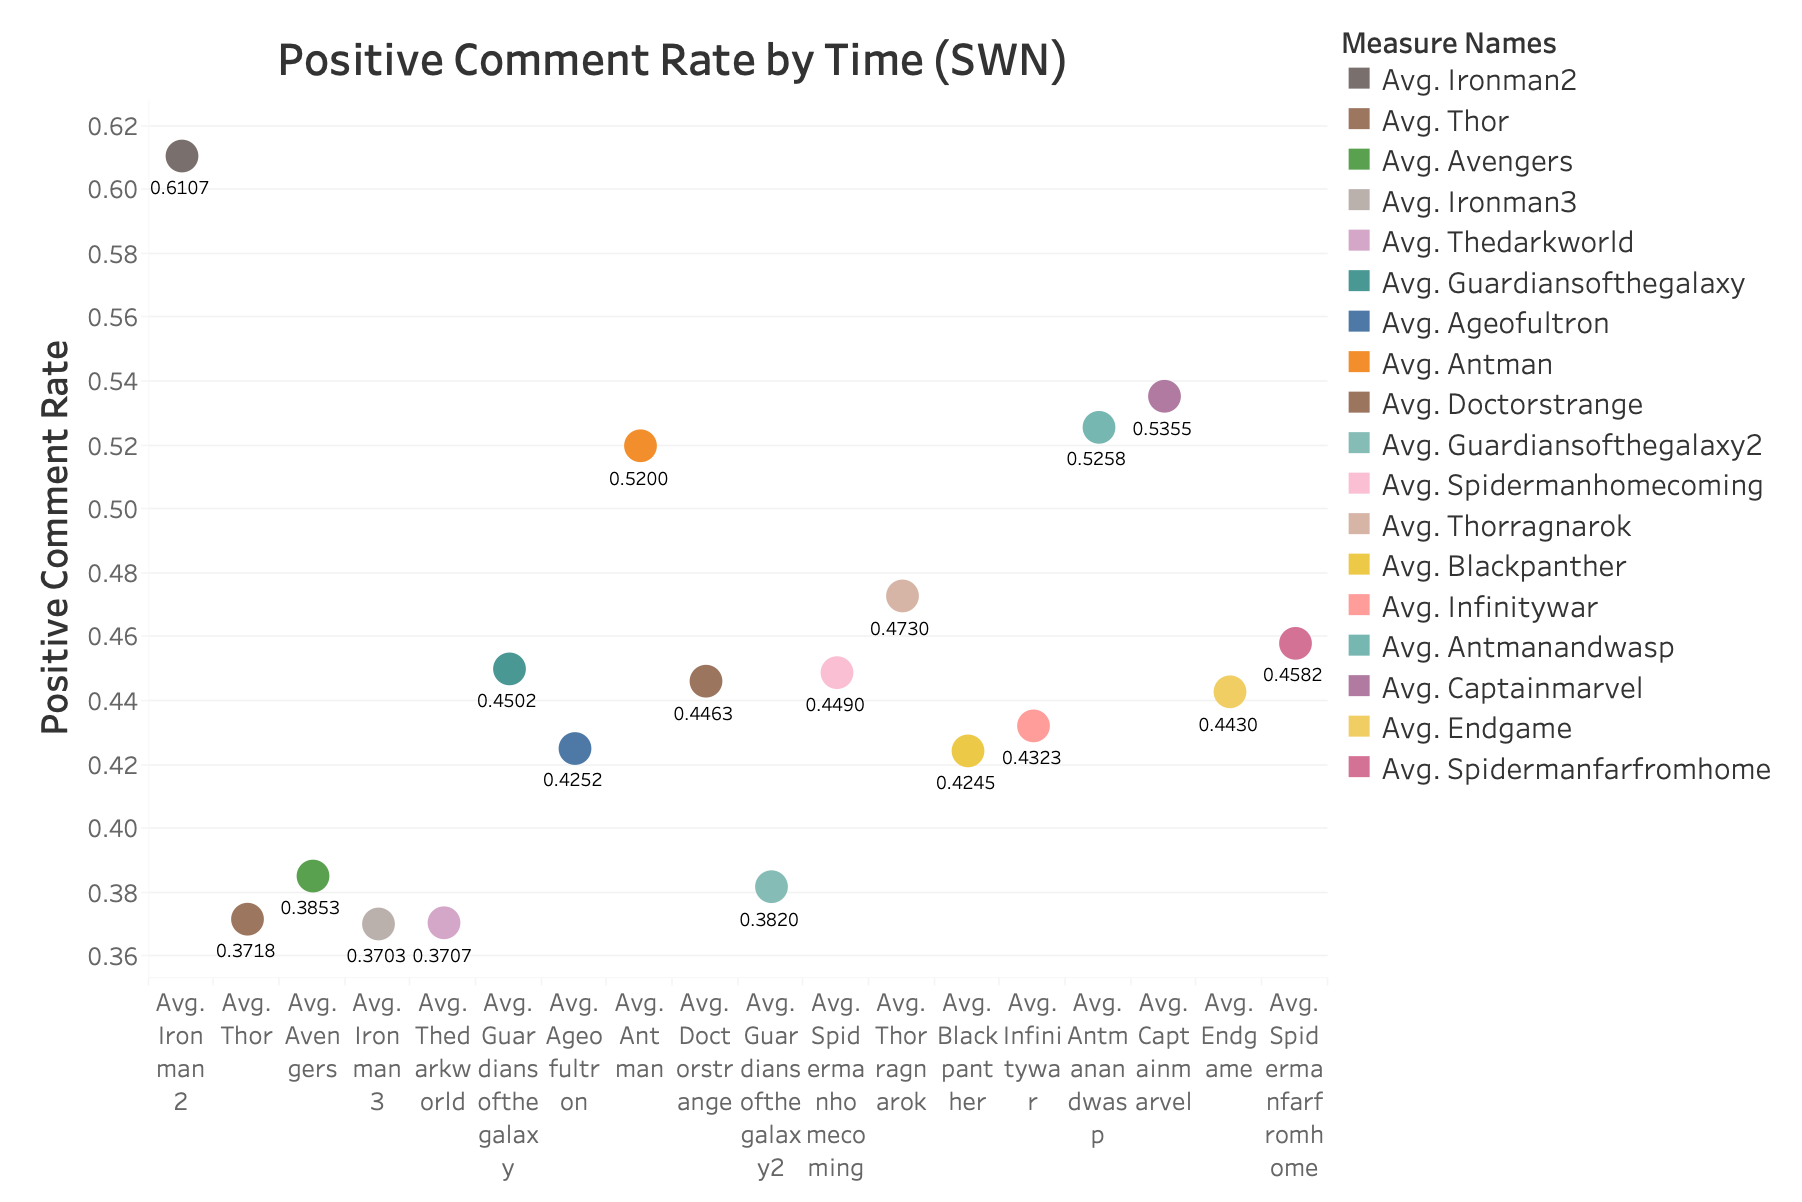 Positive Comment Rate by Time (SWN)
Measure Names
Avg. Ironman2
Avg. Thor
Avg. Avengers
Avg. Ironman3
Avg. Thedarkworld
Avg. Guardiansofthegalaxy
Avg. Ageofultron
Avg. Antman
Avg. Doctorstrange
Avg. Guardiansofthegalaxy2
Avg. Spidermanhomecoming
Avg. Thorragnarok
Avg. Blackpanther
Avg. Infinitywar
Avg. Antmanandwasp
Avg. Captainmarvel
Avg. Endgame
Avg. Spidermanfarfromhome
Positive Comment Rate
0.62
0.60
0.58
0.56
0.54
0.52
0.50
0.48
0.46
0.44
0.42
0.40
0.38
0.36
0.6107
0.3718
0.3853
0.3703
0.3707
0.4502
0.4252
0.5200
0.4463
0.3820
0.4490
0.4730
0.4245
0.4323
0.5258
0.5355
0.4430
0.4582
Avg.
Iron
man
2
Avg.
Thor
Avg.
Aven
gers
Avg.
Iron
man
3
Avg.
Thed
arkw
orld
Avg.
Guar
dians
ofthe
galax
y
Avg.
Ageo
fultr
on
Avg.
Ant
man
Avg.
Doct
orstr
ange
Avg.
Guar
dians
ofthe
galax
y2
Avg.
Spid
erma
nho
meco
ming
Avg.
Thor
ragn
arok
Avg.
Black
pant
her
Avg.
Infini
tywa
r
Avg.
Antm
anan
dwas
p
Avg.
Capt
ainm
arvel
Avg.
Endg
ame
Avg.
Spid
erma
nfarf
romh
ome